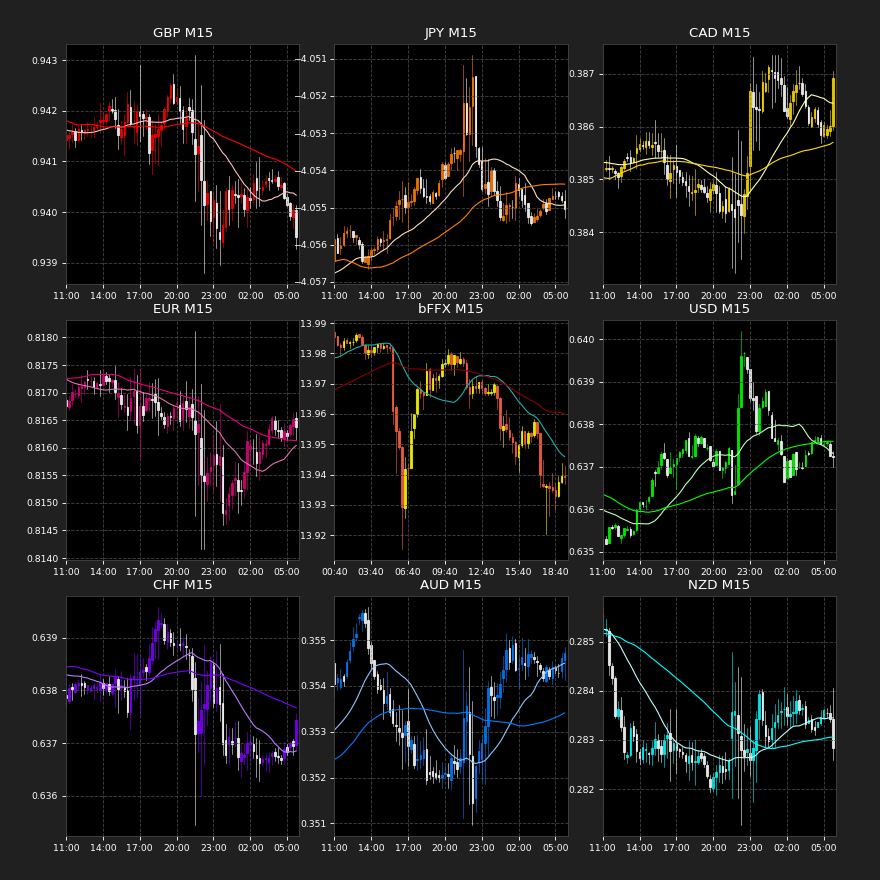 GBP M15
0.943
0.942
0.941
0.940
0.939
11:00 14:00 17:00 20:00 23:00 02:00 05:00
JPY M15
−4.051
−4.052
−4.053
−4.054
−4.055
−4.056
−4.057
11:00 14:00 17:00 20:00 23:00 02:00 05:00
CAD M15
0.387
0.386
0.385
0.384
11:00 14:00 17:00 20:00 23:00 02:00 05:00
EUR M15
0.8180
0.8175
0.8170
0.8165
0.8160
0.8155
0.8150
0.8145
0.8140
11:00 14:00 17:00 20:00 23:00 02:00 05:00
bFFX M15
13.99
13.98
13.97
13.96
13.95
13.94
13.93
13.92
00:40 03:40 06:40 09:40 12:40 15:40 18:40
USD M15
0.640
0.639
0.638
0.637
0.636
0.635
11:00 14:00 17:00 20:00 23:00 02:00 05:00
CHF M15
0.639
0.638
0.637
0.636
11:00 14:00 17:00 20:00 23:00 02:00 05:00
AUD M15
0.355
0.354
0.353
0.352
0.351
11:00 14:00 17:00 20:00 23:00 02:00 05:00
NZD M15
0.285
0.284
0.283
0.282
11:00 14:00 17:00 20:00 23:00 02:00 05:00